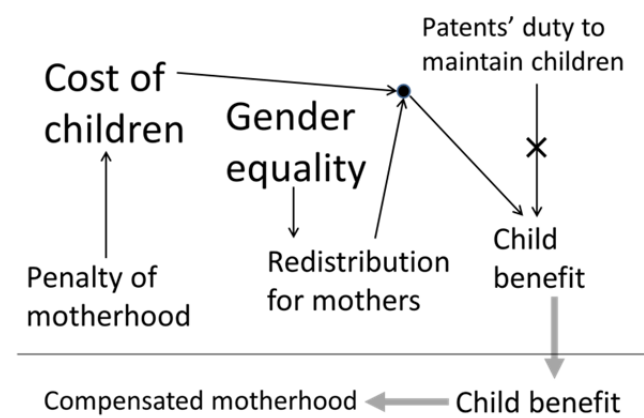 Patents’ duty to
maintain children
Cost of
children
Gender
equality
Child
benefit
Redistribution
for mothers
Penalty of
motherhood
Compensated motherhood
Child benefit